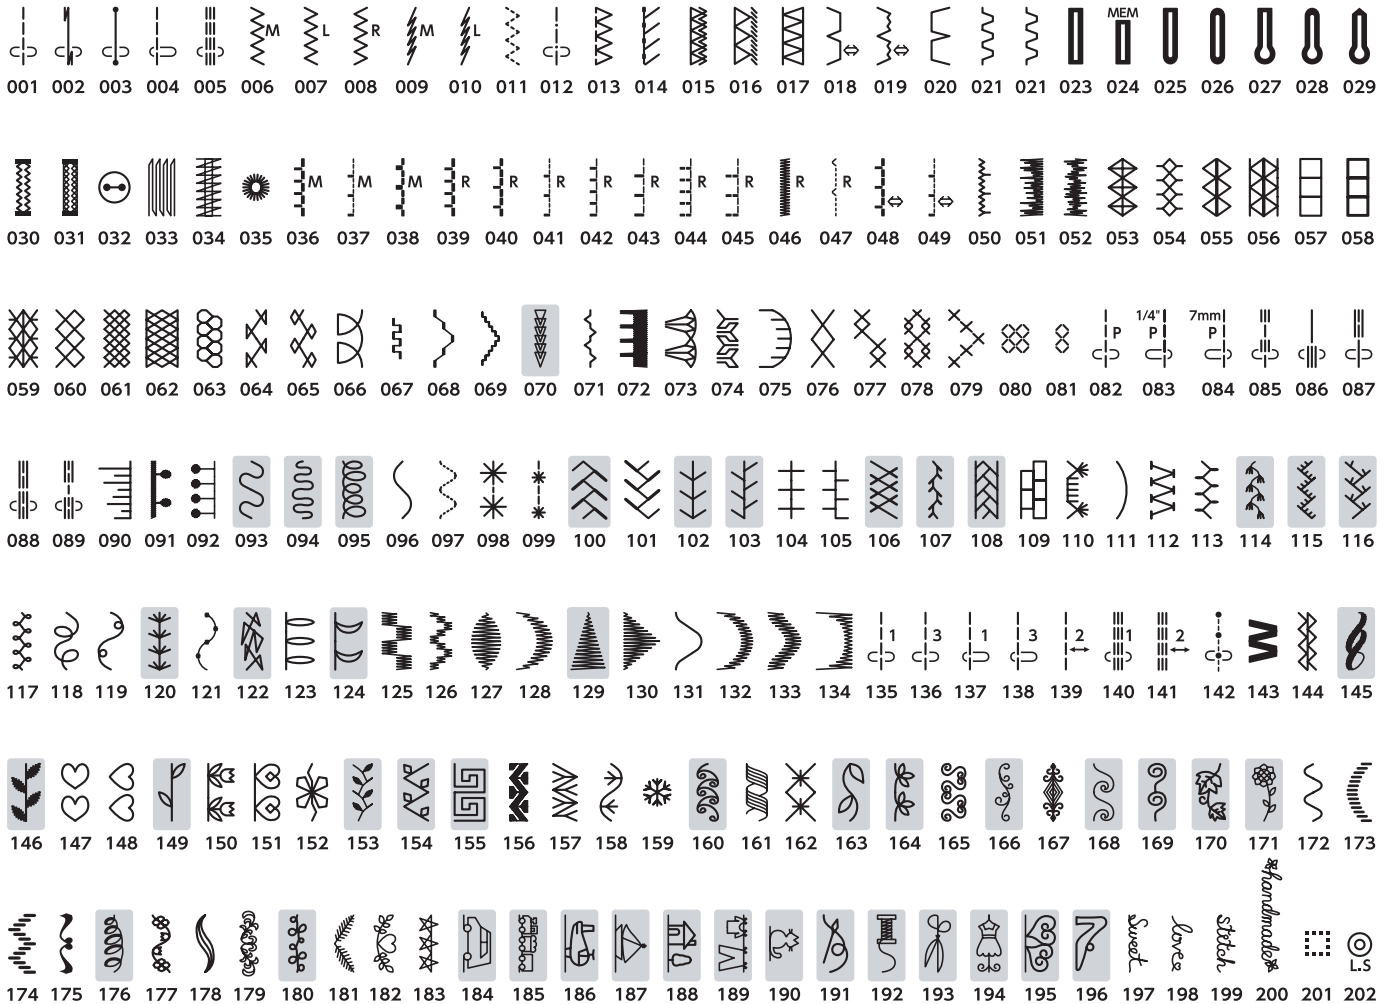 M L R M L MEM
001 002 003 004 005 006 007 008 009 010 011 012 013 014 015 016 017 018 019 020 021 021 023 024 025 026 027 028 029
M M M R R R R R R R R R
030 031 032 033 034 035 036 037 038 039 040 041 042 043 044 045 046 047 048 049 050 051 052 053 054 055 056 057 058
P 1/4" P 7mm P
059 060 061 062 063 064 065 066 067 068 069 070 071 072 073 074 075 076 077 078 079 080 081 082 083 084 085 086 087
088 089 090 091 092 093 094 095 096 097 098 099 100 101 102 103 104 105 106 107 108 109 110 111 112 113 114 115 116
1 3 1 3 2 1 2
117 118 119 120 121 122 123 124 125 126 127 128 129 130 131 132 133 134 135 136 137 138 139 140 141 142 143 144 145
146 147 148 149 150 151 152 153 154 155 156 157 158 159 160 161 162 163 164 165 166 167 168 169 170 171 172 173
Sweet love stitch handmade L.S
174 175 176 177 178 179 180 181 182 183 184 185 186 187 188 189 190 191 192 193 194 195 196 197 198 199 200 201 202